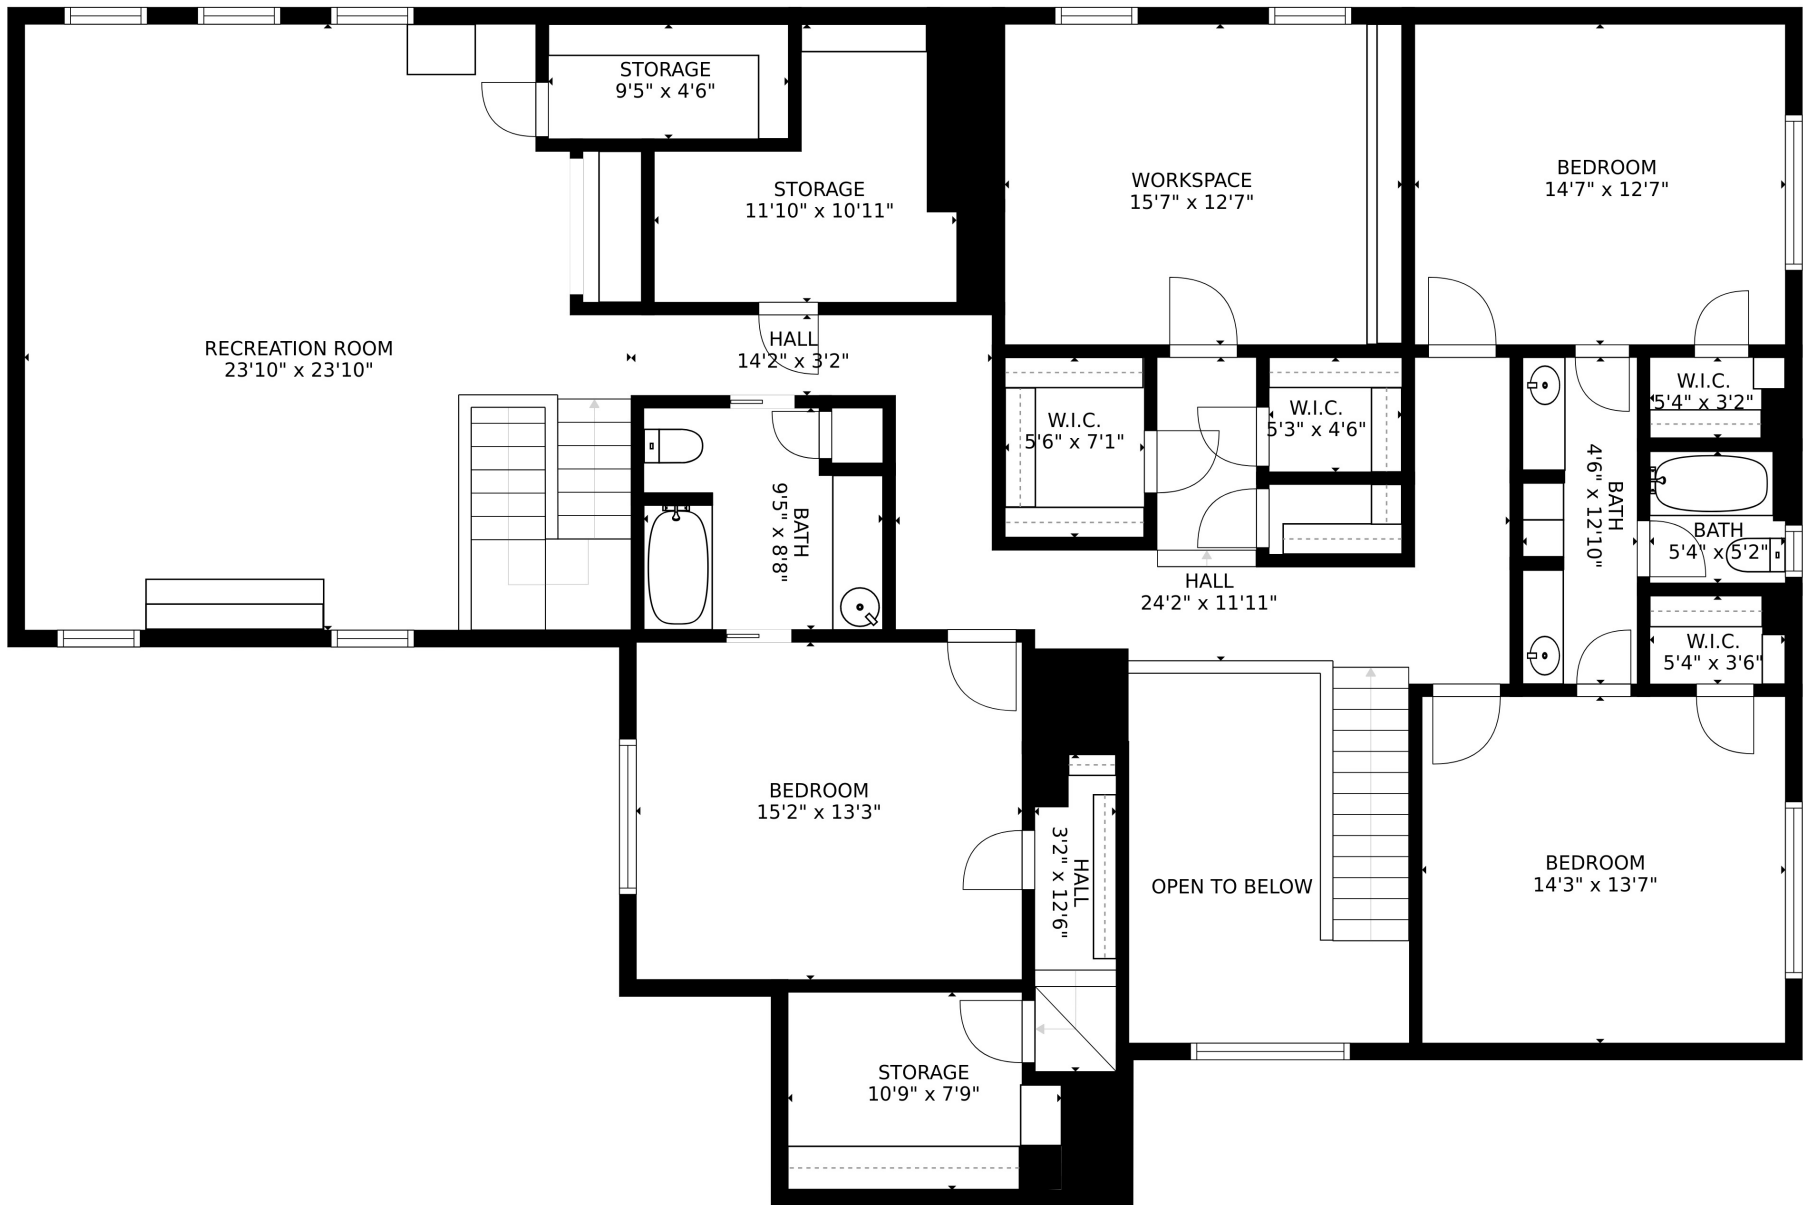 STORAGE
9'5" x 4'6"
STORAGE
11'10" x 10'11"
WORKSPACE
15'7" x 12'7"
BEDROOM
14'7" x 12'7"
RECREATION ROOM
23'10" x 23'10"
HALL
14'2" x 3'2"
W.I.C.
5'6" x 7'1"
W.I.C.
5'3" x 4'6"
W.I.C.
5'4" x 3'2"
BATH
9'5" x 8'8"
BATH
4'6" x 12'10"
BATH
5'4" x 5'2"
HALL
24'2" x 11'11"
W.I.C.
5'4" x 3'6"
BEDROOM
15'2" x 13'3"
HALL
3'2" x 12'6"
OPEN TO BELOW
BEDROOM
14'3" x 13'7"
STORAGE
10'9" x 7'9"